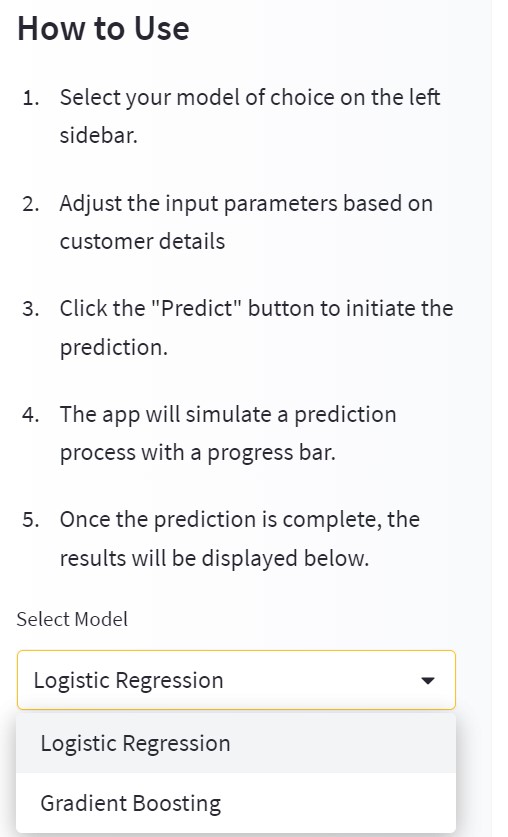 How to Use
1. Select your model of choice on the left
sidebar.
2. Adjust the input parameters based on
customer details
3. Click the "Predict" button to initiate the
prediction.
4. The app will simulate a prediction
process with a progress bar.
5. Once the prediction is complete, the
results will be displayed below.
Select Model
Logistic Regression
Logistic Regression
Gradient Boosting